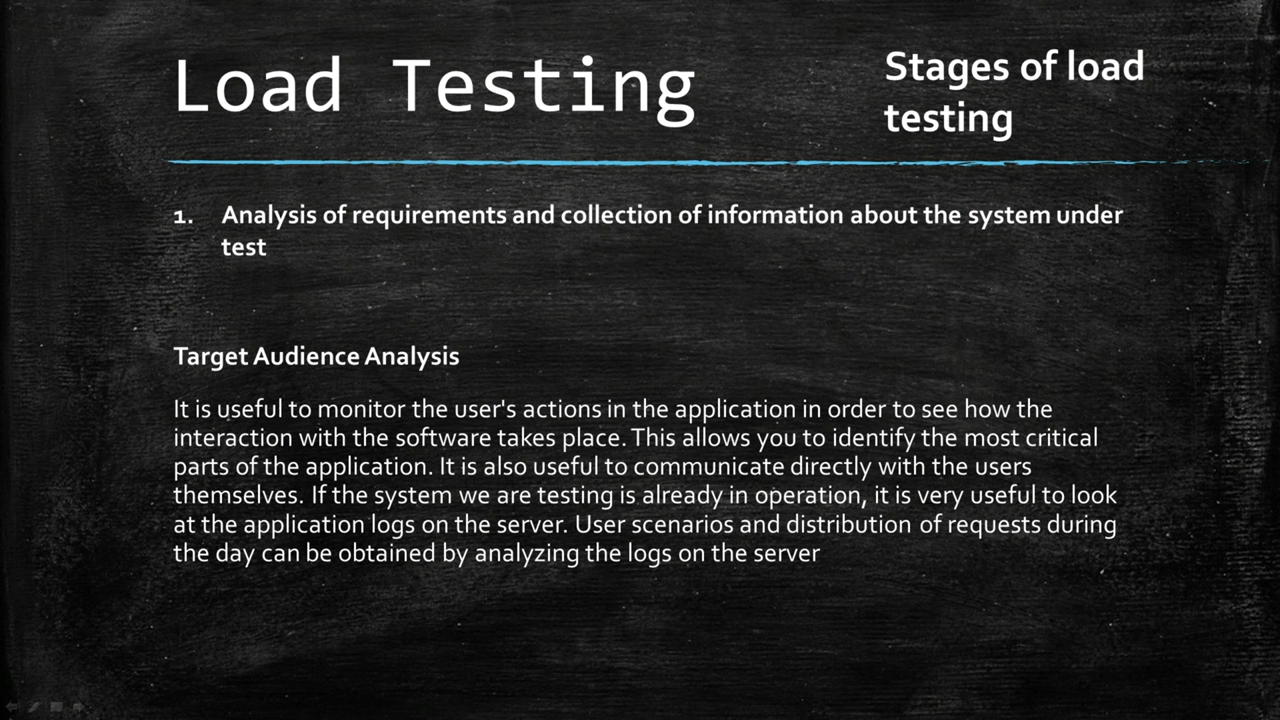 Load Testing
Stages of load
testing
1. Analysis of requirements and collection of information about the system under
test
Target Audience Analysis
It is useful to monitor the user's actions in the application in order to see how the
interaction with the software takes place. This allows you to identify the most critical
parts of the application. It is also useful to communicate directly with the users
themselves. If the system we are testing is already in operation, it is very useful to look
at the application logs on the server. User scenarios and distribution of requests during
the day can be obtained by analyzing the logs on the server